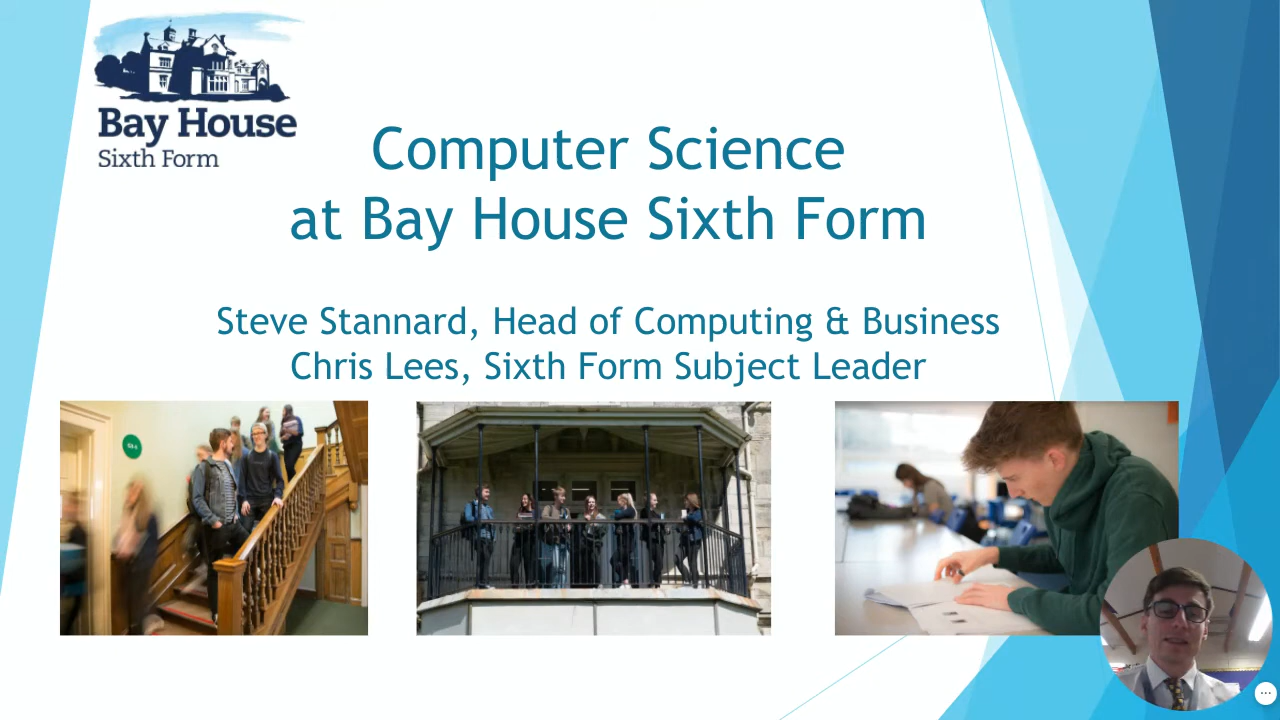 Bay House
Sixth Form
Computer Science
at Bay House Sixth Form
Steve Stannard, Head of Computing & Business
Chris Lees, Sixth Form Subject Leader